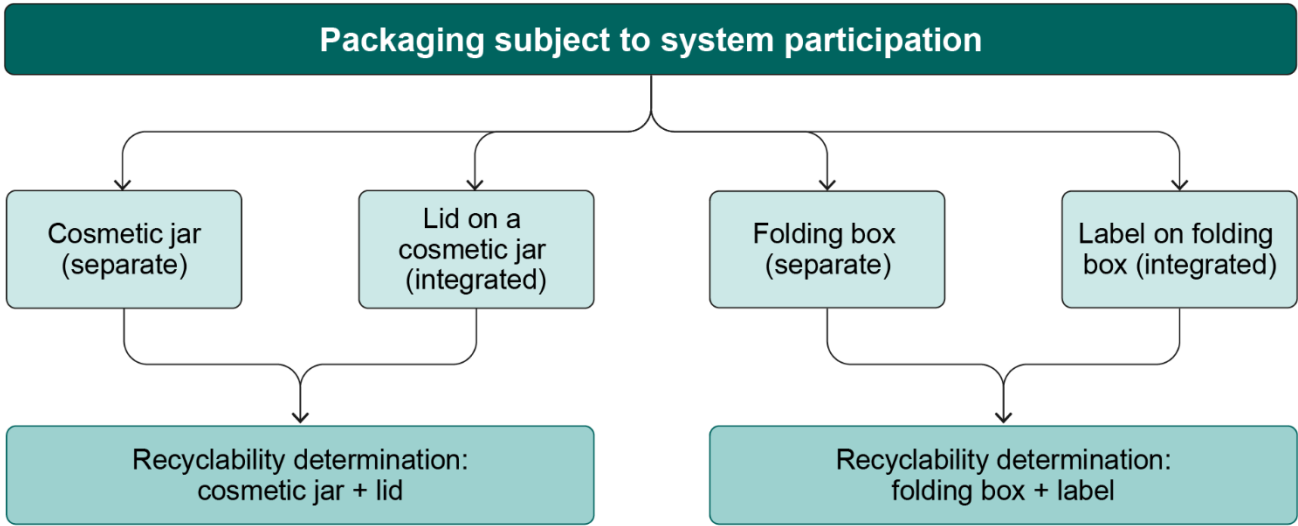 Packaging subject to system participation
Cosmetic jar
(separate)
Lid on a
cosmetic jar
(integrated)
Folding box
(separate)
Label on folding
box (integrated)
Recyclability determination:
cosmetic jar + lid
Recyclability determination:
folding box + label